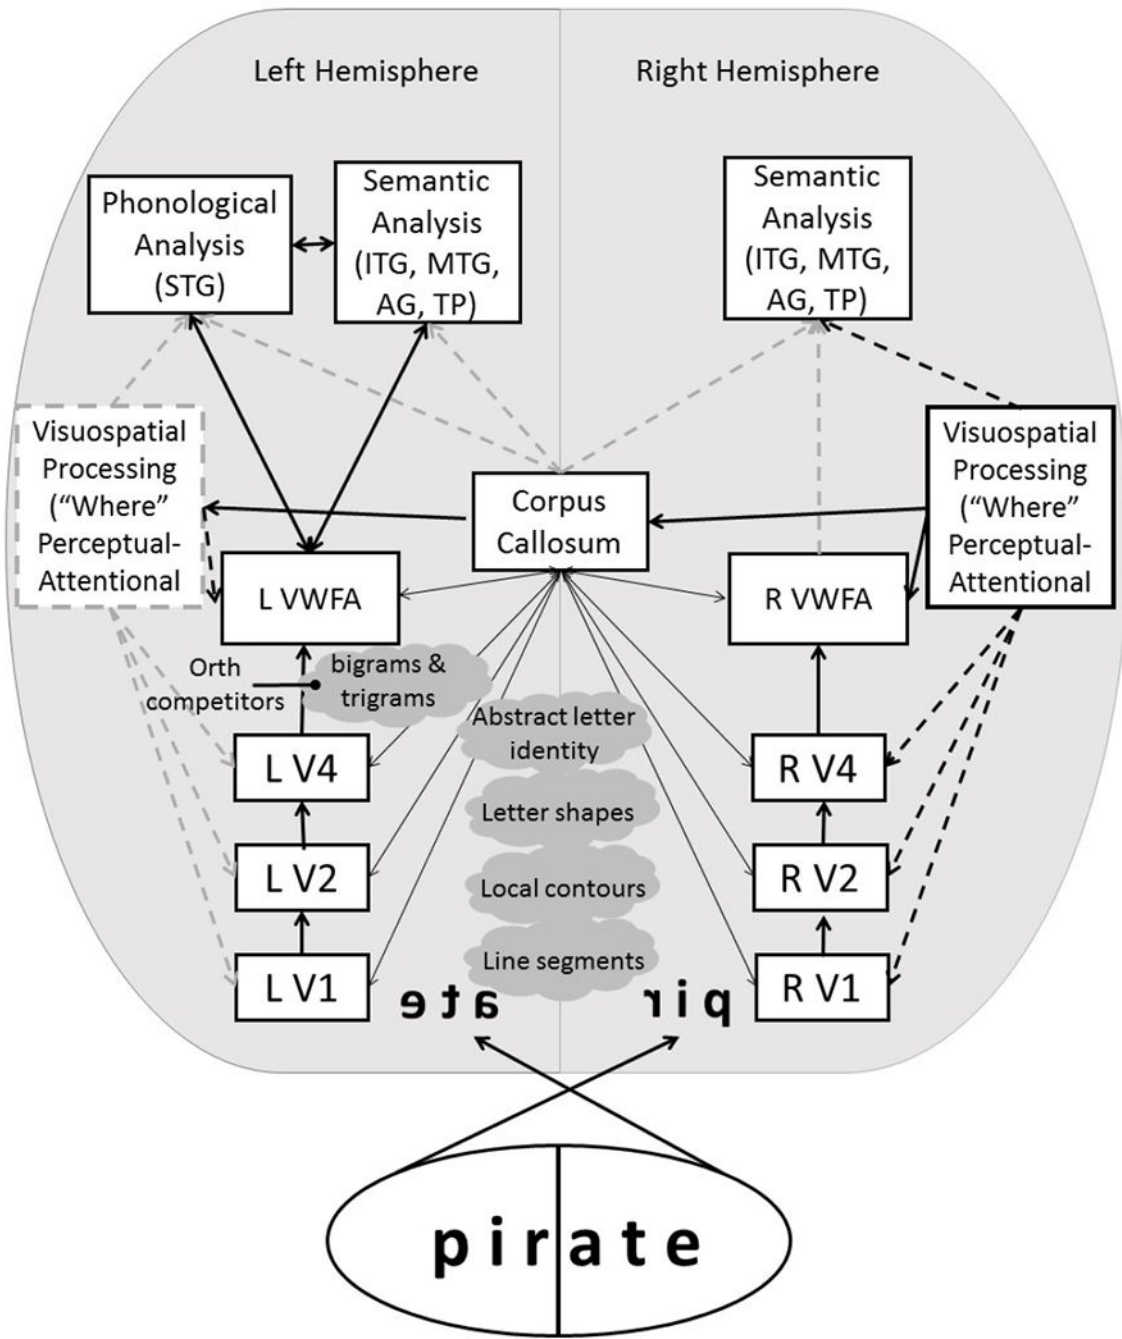 Left Hemisphere
Right Hemisphere
Phonological
Analysis
(STG)
Semantic
Analysis
(ITG, MTG,
AG, TP)
Semantic
Analysis
(ITG, MTG,
AG, TP)
Visuospatial
Processing
(“Where”
Perceptual-
Attentional
Corpus
Callosum
Visuospatial
Processing
(“Where”
Perceptual-
Attentional
L VWFA
R VWFA
Orth
competitors
bigrams &
trigrams
Abstract letter
identity
L V4
R V4
Letter shapes
L V2
Local contours
R V2
Line segments
L V1
R V1
ate
pir
pirate